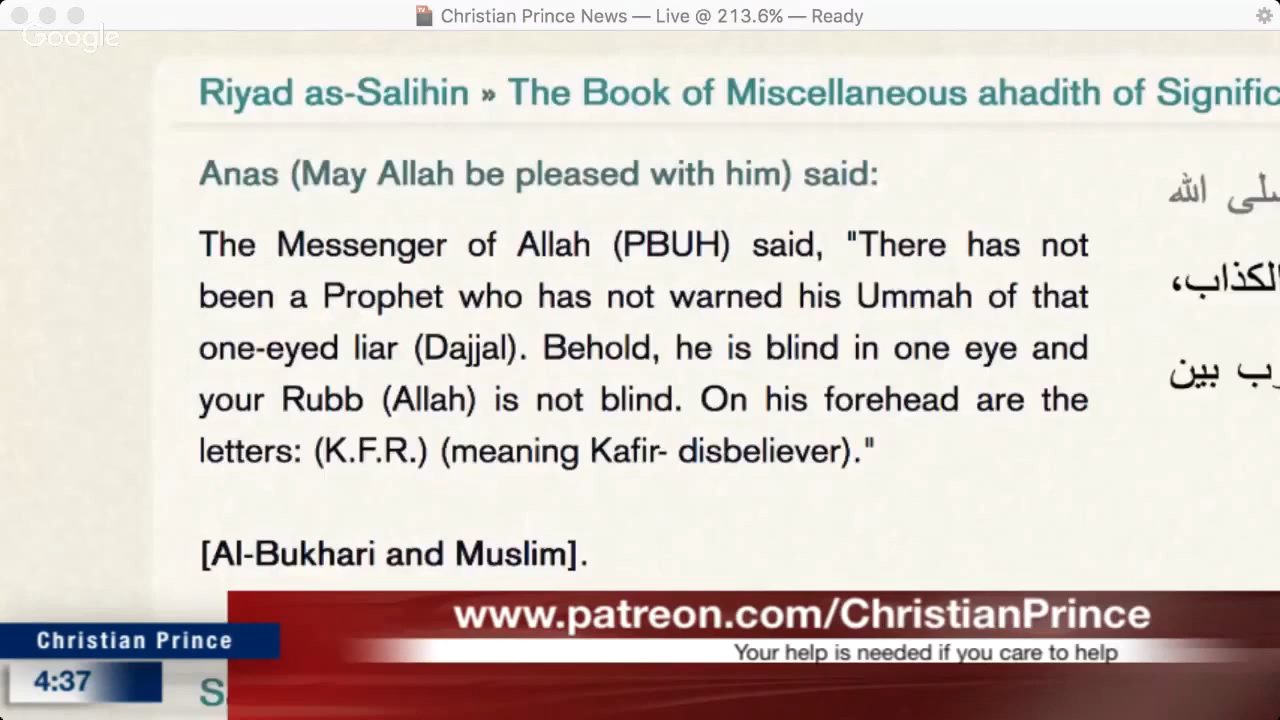 Christian Prince News — Live @ 213.6% — Ready
Google
Riyad as-Salihin » The Book of Miscellaneous ahadith of Signific
Anas (May Allah be pleased with him) said:
صلى الله
The Messenger of Allah (PBUH) said, "There has not
been a Prophet who has not warned his Ummah of that
الكذاب،
one-eyed liar (Dajjal). Behold, he is blind in one eye and
بين
your Rubb (Allah) is not blind. On his forehead are the
letters: (K.F.R.) (meaning Kafir- disbeliever)."
[Al-Bukhari and Muslim].
www.patreon.com/ChristianPrince
Christian Prince
Your help is needed if you care to help
4:37